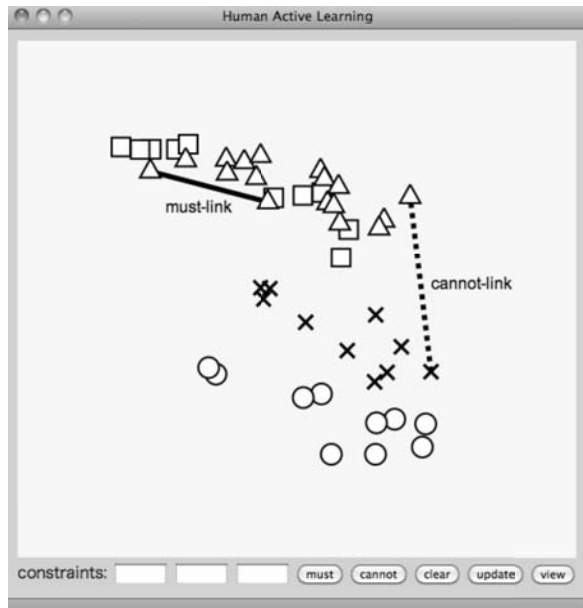 Human Active Learning
must-link
cannot-link
constraints: must cannot clear update view